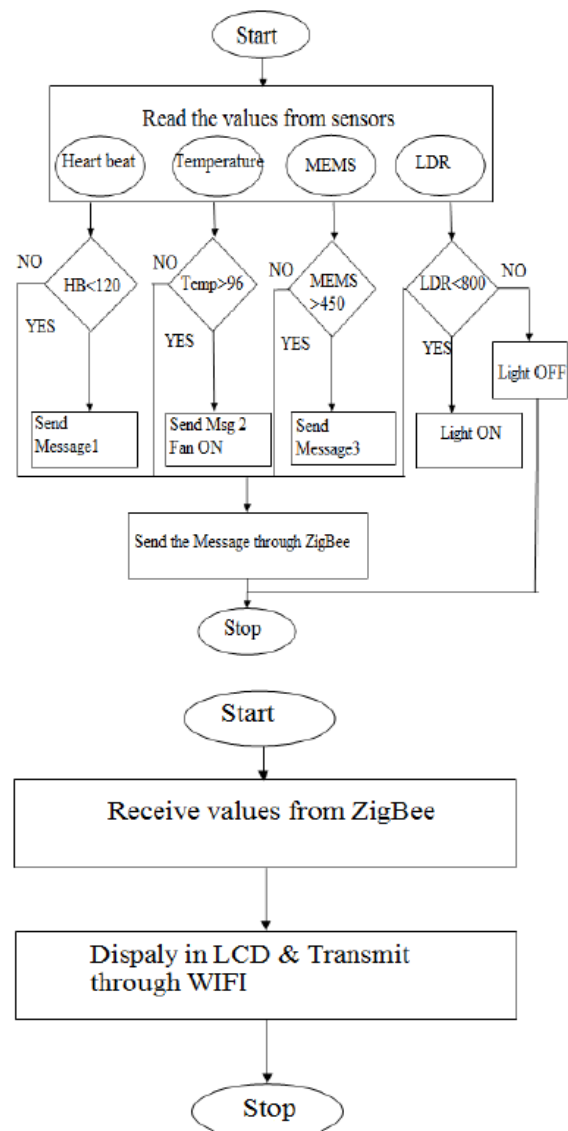 Start
Read the values from sensors
Heart beat
Temperature
MEMS
LDR
NO
HB<120
YES
NO
Temp>96
YES
NO
MEMS
>450
YES
LDR<800
NO
YES
Light OFF
Send
Message1
Send Msg 2
Fan ON
Send
Message3
Light ON
Send the Message through ZigBee
Stop
Start
Receive values from ZigBee
Dispaly in LCD & Transmit
through WIFI
Stop